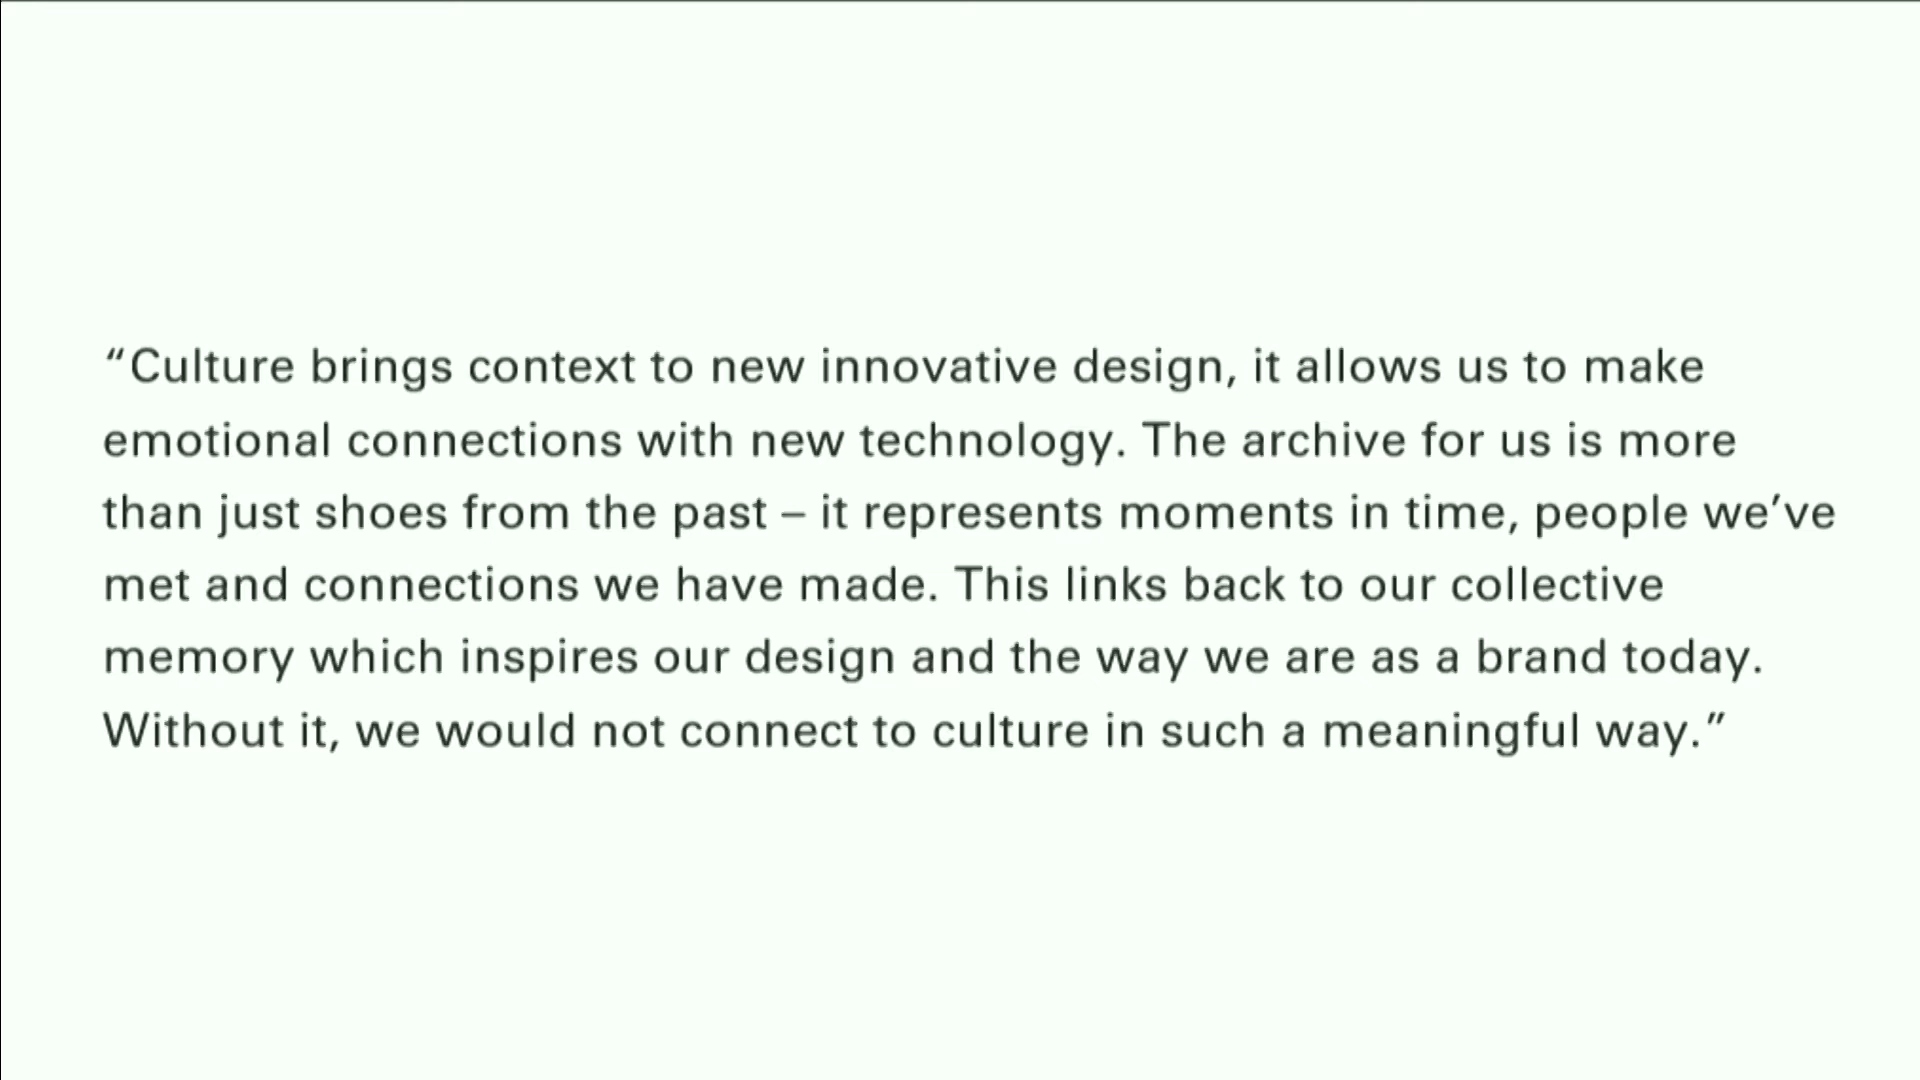 “Culture brings context to new innovative design, it allows us to make
emotional connections with new technology. The archive for us is more
than just shoes from the past – it represents moments in time, people we’ve
met and connections we have made. This links back to our collective
memory which inspires our design and the way we are as a brand today.
Without it, we would not connect to culture in such a meaningful way.”